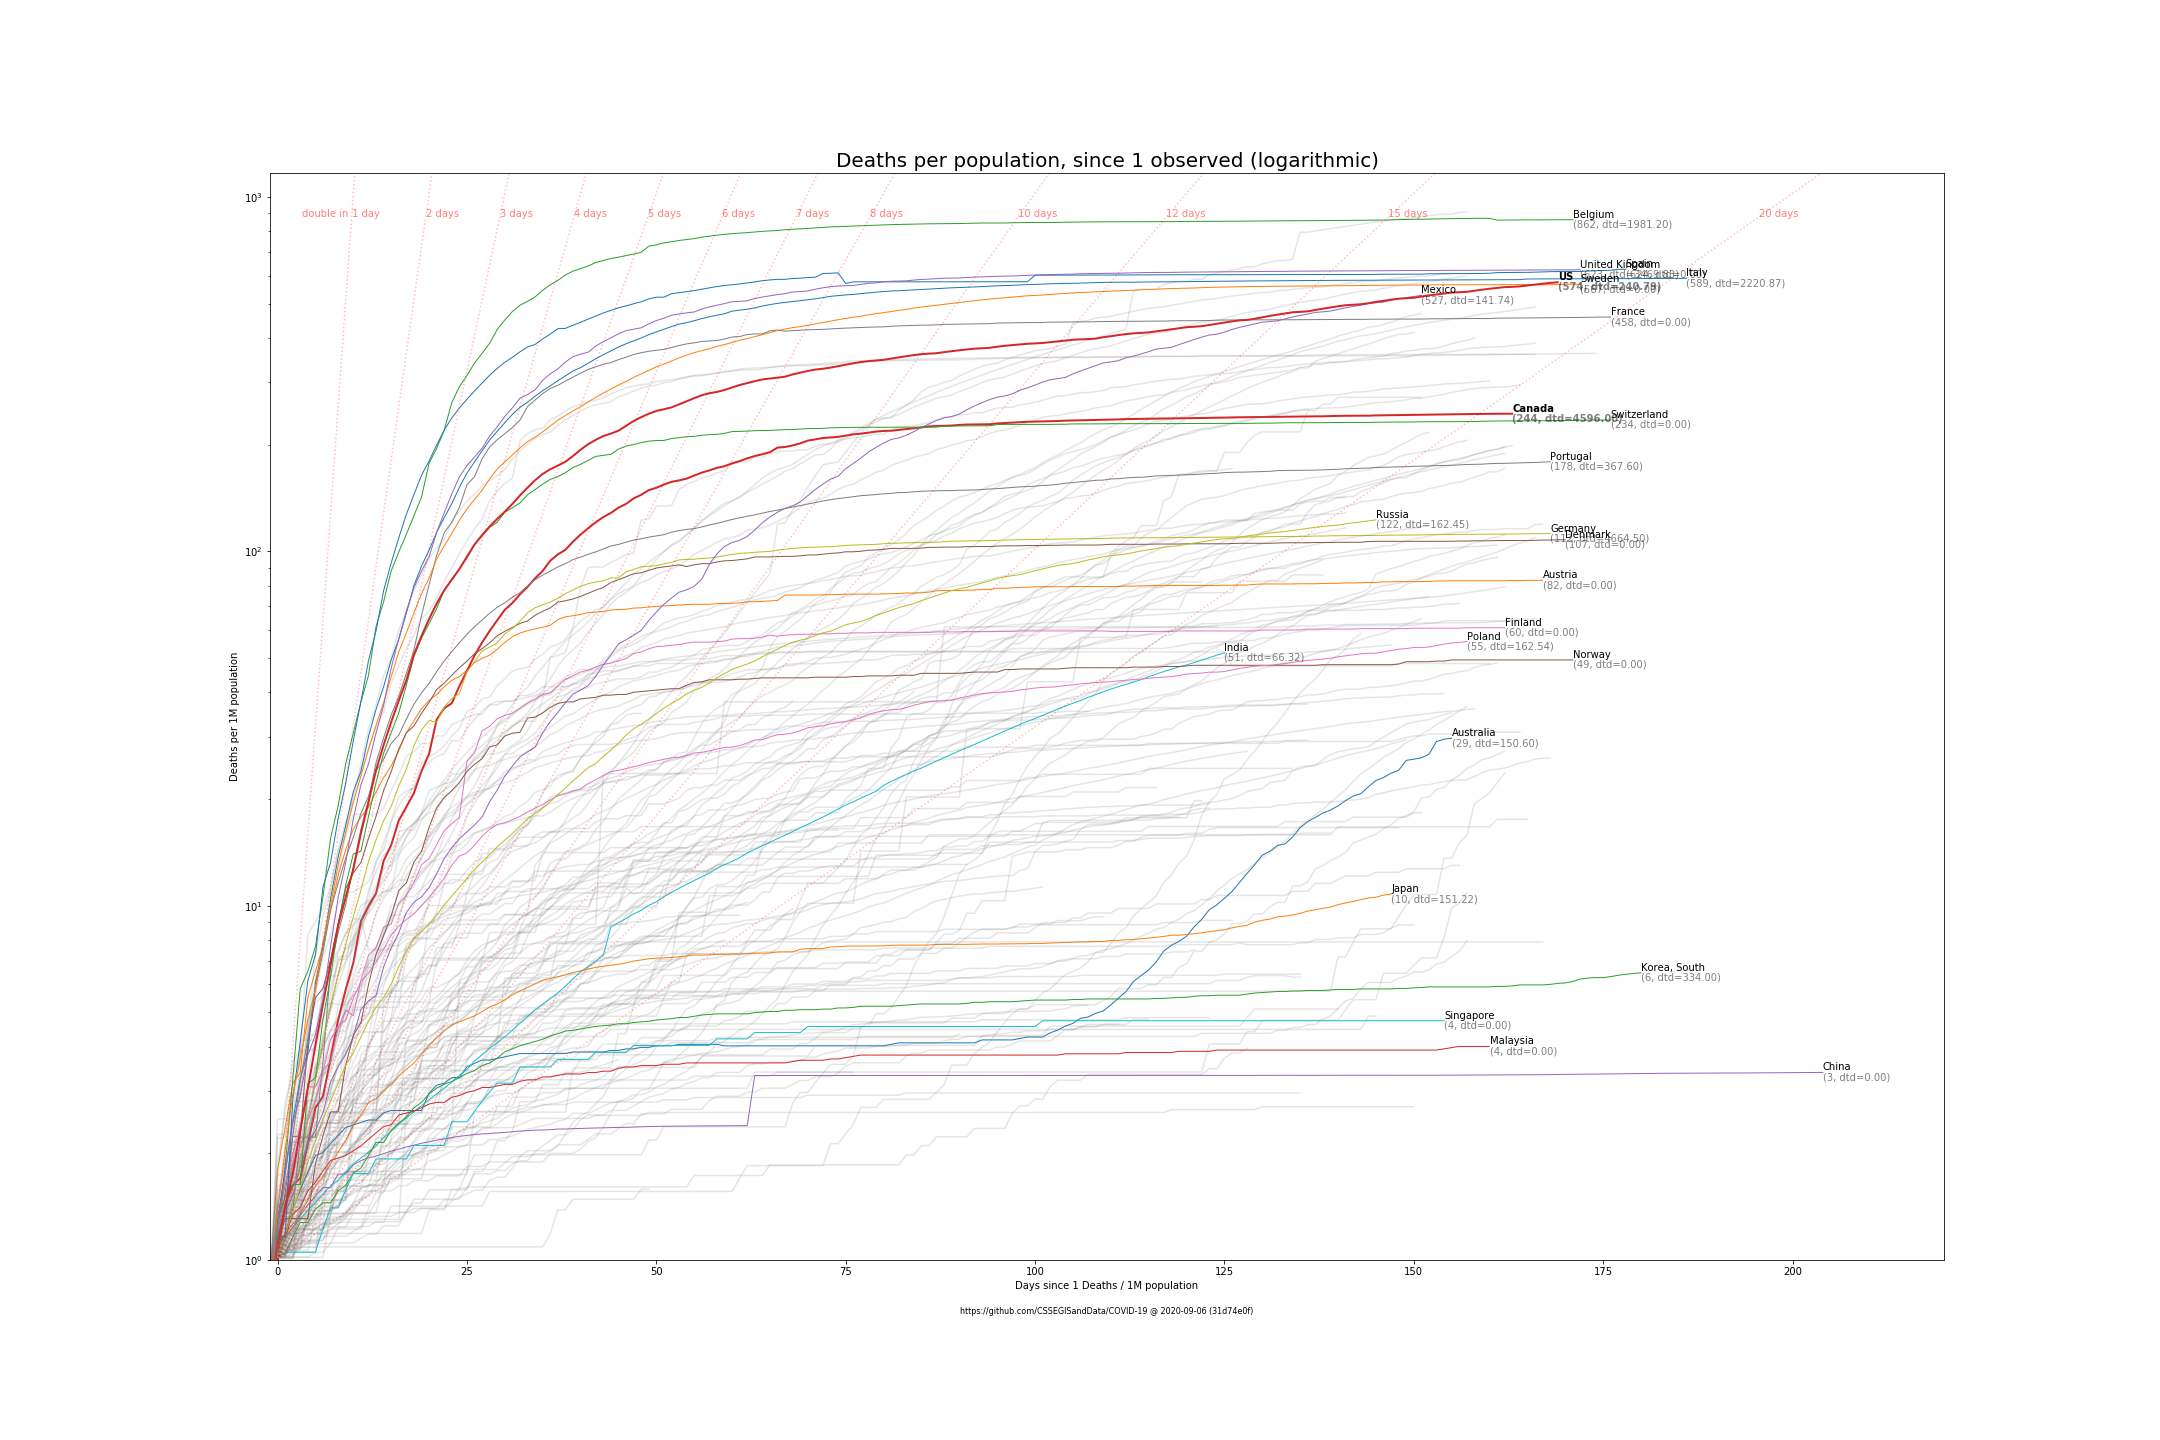 Deaths per population, since 1 observed (logarithmic)
10³
double in 1 day 2 days 3 days 4 days 5 days 6 days 7 days 8 days 10 days 12 days 15 days 20 days
Belgium
(862, dtd=1981.20)
United Kingdom
Spain
Italy
(589, dtd=2220.87)
US
(574, dtd=240.79)
Sweden
Mexico
(527, dtd=141.74)
France
(458, dtd=0.00)
Canada
(244, dtd=4596.00)
Switzerland
(234, dtd=0.00)
Portugal
(178, dtd=367.60)
Russia
(122, dtd=162.45)
Germany
Denmark
(107, dtd=0.00)
10²
Austria
(82, dtd=0.00)
Finland
(60, dtd=0.00)
Poland
(55, dtd=162.54)
India
(51, dtd=66.32)
Norway
(49, dtd=0.00)
Deaths per 1M population
Australia
(29, dtd=150.60)
Japan
(10, dtd=151.22)
10¹
Korea, South
(6, dtd=334.00)
Singapore
(4, dtd=0.00)
Malaysia
(4, dtd=0.00)
China
(3, dtd=0.00)
10⁰
0 25 50 75 100 125 150 175 200
Days since 1 Deaths / 1M population
https://github.com/CSSEGISandData/COVID-19 @ 2020-09-06 (31d74e0f)